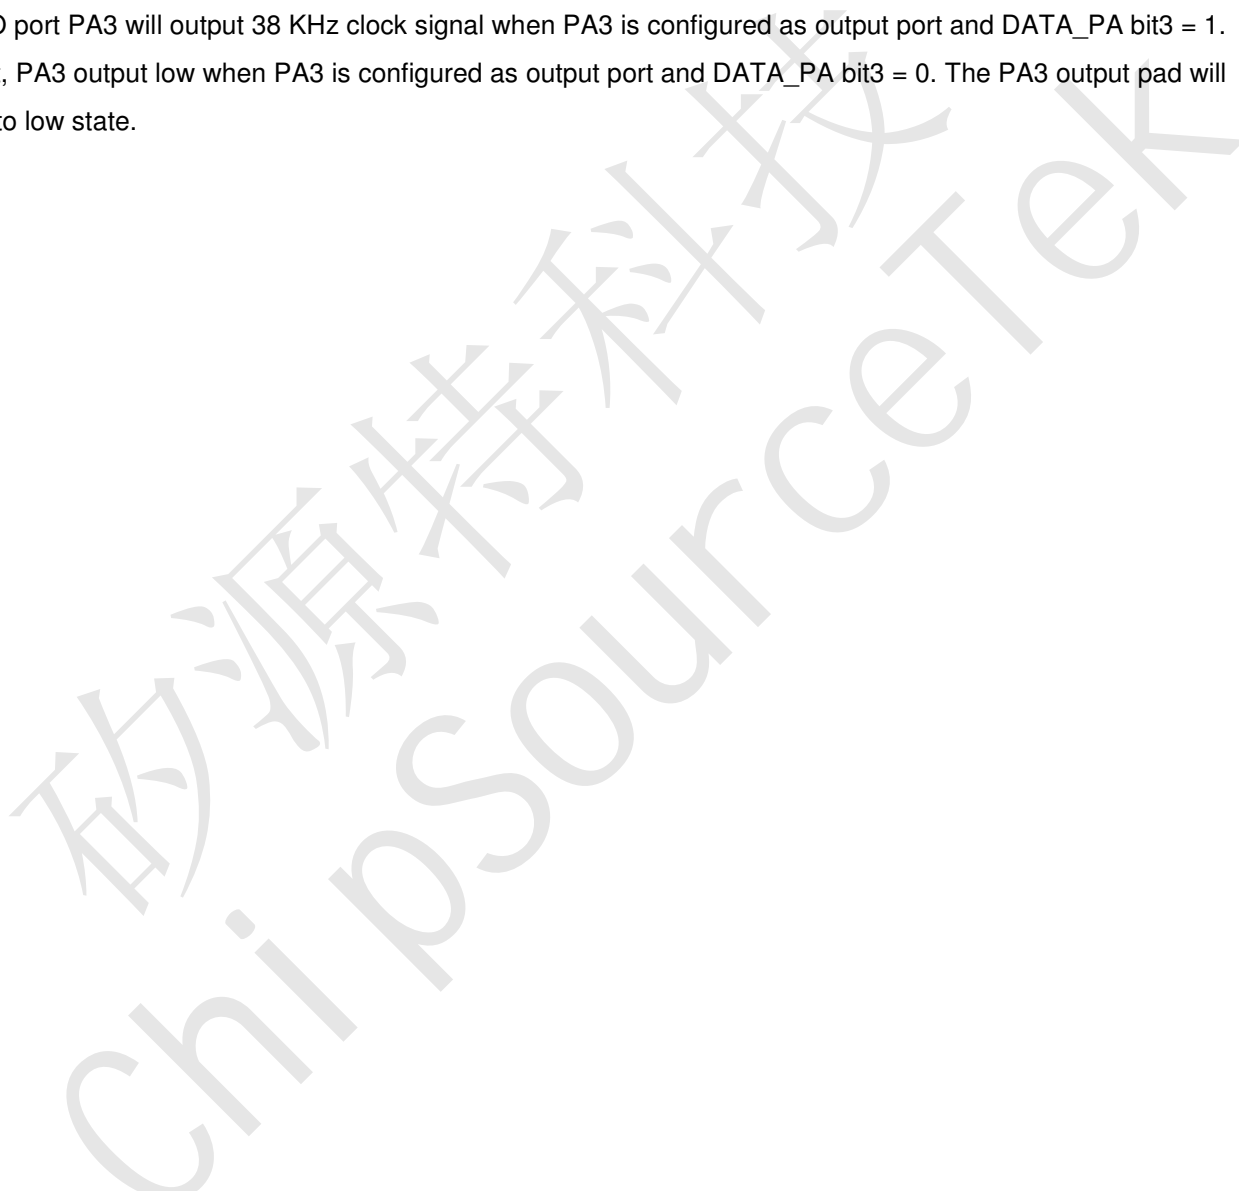 port PA3 will output 38 KHz clock signal when PA3 is configured as output port and DATA_PA bit3 = 1.
, PA3 output low when PA3 is configured as output port and DATA_PA bit3 = 0. The PA3 output pad will
to low state.
矽源特科技
ChipSourceTek